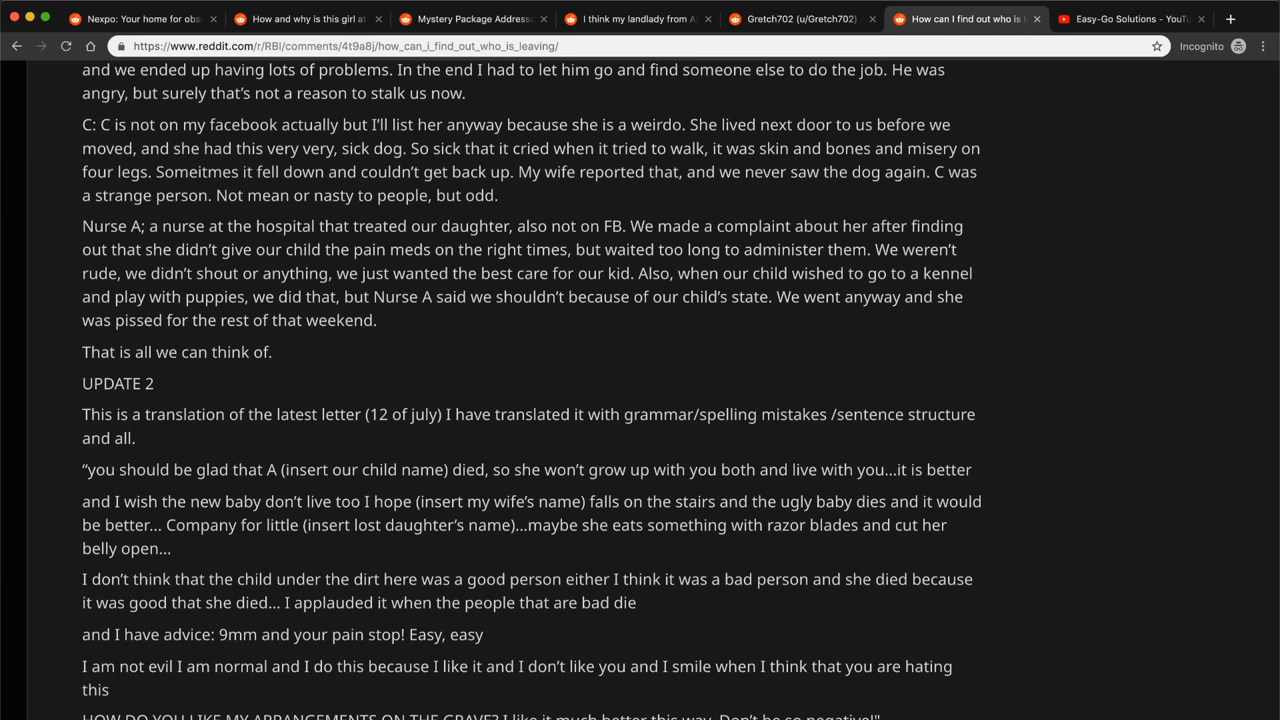 Nexpo: Your home for obs
How and why is this girl at
Mystery Package Address
I think my landlady from A
Gretch702 (u/Gretch702)
How can I find out who is l
Easy-Go Solutions - YouTu
https://www.reddit.com/r/RBI/comments/4t9a8j/how_can_i_find_out_who_is_leaving/
Incognito
and we ended up having lots of problems. In the end I had to let him go and find someone else to do the job. He was
angry, but surely that’s not a reason to stalk us now.
C: C is not on my facebook actually but I’ll list her anyway because she is a weirdo. She lived next door to us before we
moved, and she had this very very, sick dog. So sick that it cried when it tried to walk, it was skin and bones and misery on
four legs. Someitmes it fell down and couldn’t get back up. My wife reported that, and we never saw the dog again. C was
a strange person. Not mean or nasty to people, but odd.
Nurse A; a nurse at the hospital that treated our daughter, also not on FB. We made a complaint about her after finding
out that she didn’t give our child the pain meds on the right times, but waited too long to administer them. We weren’t
rude, we didn’t shout or anything, we just wanted the best care for our kid. Also, when our child wished to go to a kennel
and play with puppies, we did that, but Nurse A said we shouldn’t because of our child’s state. We went anyway and she
was pissed for the rest of that weekend.
That is all we can think of.
UPDATE 2
This is a translation of the latest letter (12 of july) I have translated it with grammar/spelling mistakes /sentence structure
and all.
“you should be glad that A (insert our child name) died, so she won’t grow up with you both and live with you...it is better
and I wish the new baby don’t live too I hope (insert my wife’s name) falls on the stairs and the ugly baby dies and it would
be better... Company for little (insert lost daughter’s name)...maybe she eats something with razor blades and cut her
belly open...
I don’t think that the child under the dirt here was a good person either I think it was a bad person and she died because
it was good that she died... I applauded it when the people that are bad die
and I have advice: 9mm and your pain stop! Easy, easy
I am not evil I am normal and I do this because I like it and I don’t like you and I smile when I think that you are hating
this
HOW DO YOU LIKE MY ARRANGEMENTS ON THE GRAVE? I like it much better this way. Don’t be so negative!"